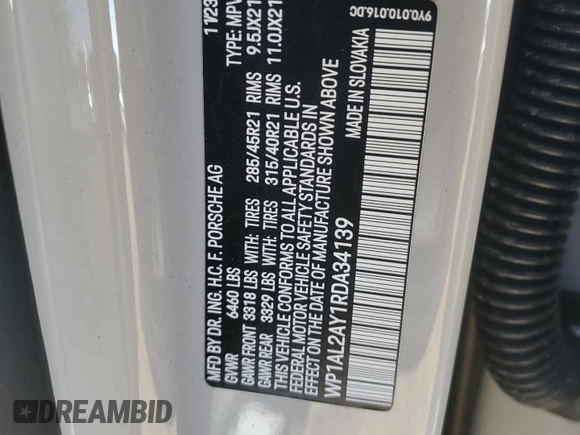 MFD BY DR. ING. H.C. F. PORSCHE AG 11/23
GVWR 6460 LBS TYPE: MPV
GAWR FRONT 3318 LBS WITH: TIRES 285/45R21 RIMS 9.5JX21
GAWR REAR 3329 LBS WITH: TIRES 315/40R21 RIMS 11.0JX21
THIS VEHICLE CONFORMS TO ALL APPLICABLE U.S.
FEDERAL MOTOR VEHICLE SAFETY STANDARDS IN
EFFECT ON THE DATE OF MANUFACTURE SHOWN ABOVE
WP1AL2AY1RDA34139 MADE IN SLOVAKIA
9Y0.010.016.DC
DREAMBID